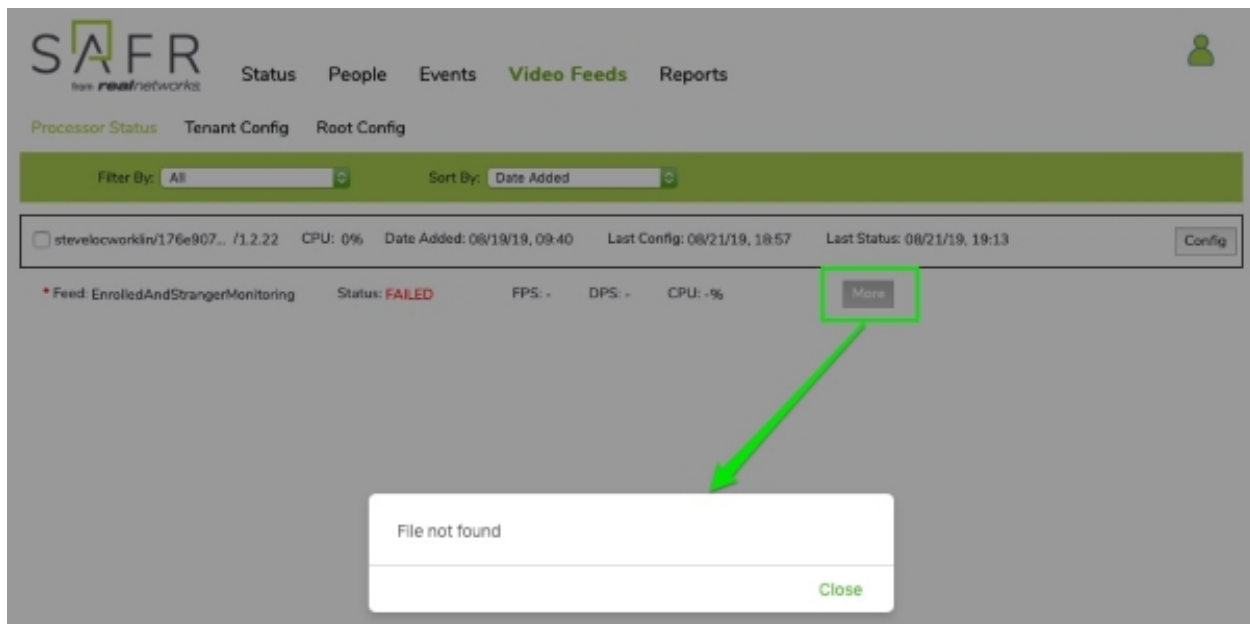 SAFR
from realnetworks
Status People Events Video Feeds Reports
Processor Status Tenant Config Root Config
Filter By: All Sort By: Date Added
stevelocworklin/176e907... /1.2.22 CPU: 0% Date Added: 08/19/19, 09:40 Last Config: 08/21/19, 18:57 Last Status: 08/21/19, 19:13 Config
* Feed: EnrolledAndStrangerMonitoring Status: FAILED FPS: - DPS: - CPU: -% More
File not found
Close